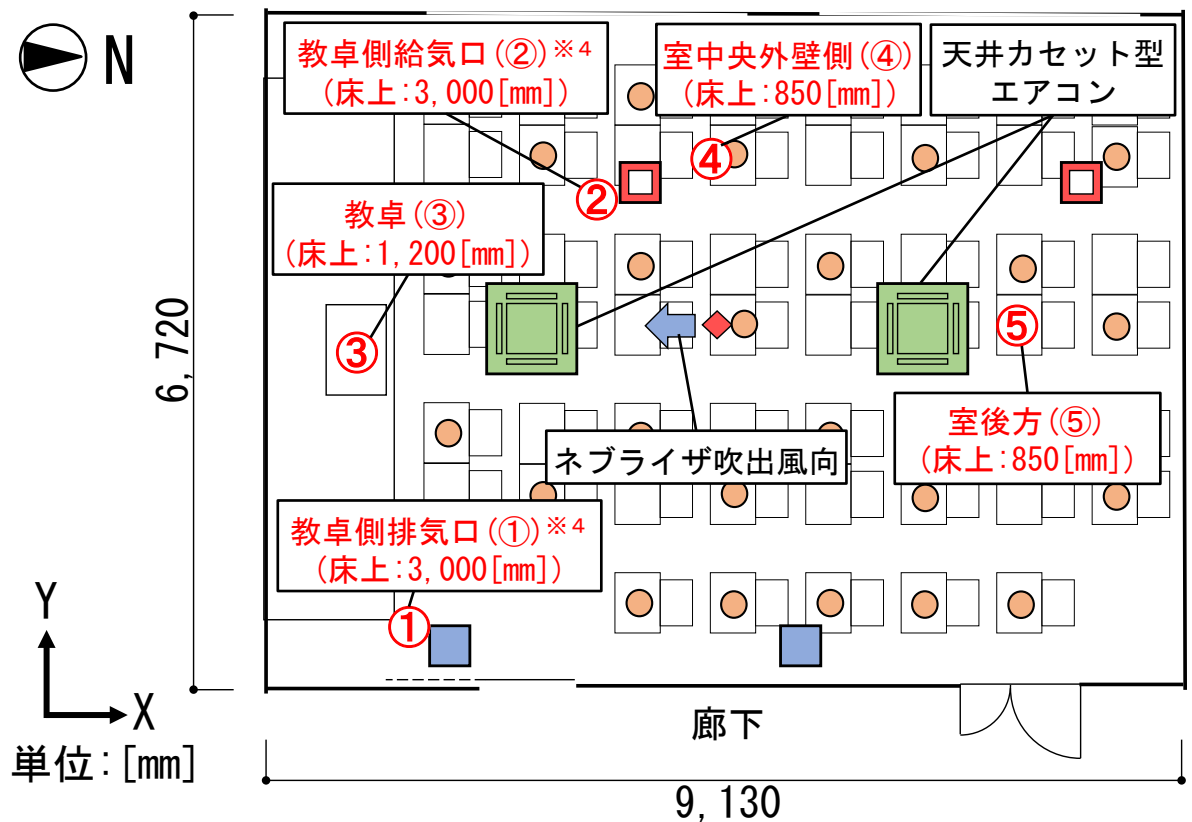 N
教卓側給気口(②)※4
(床上:3,000[mm])
室中央外壁側(④)
(床上:850[mm])
天井カセット型
エアコン
④
②
教卓(③)
(床上:1,200[mm])
③
⑤
6,720
室後方(⑤)
(床上:850[mm])
ネブライザ吹出風向
教卓側排気口(①)※4
(床上:3,000[mm])
①
Y
X
単位:[mm]
廊下
9,130